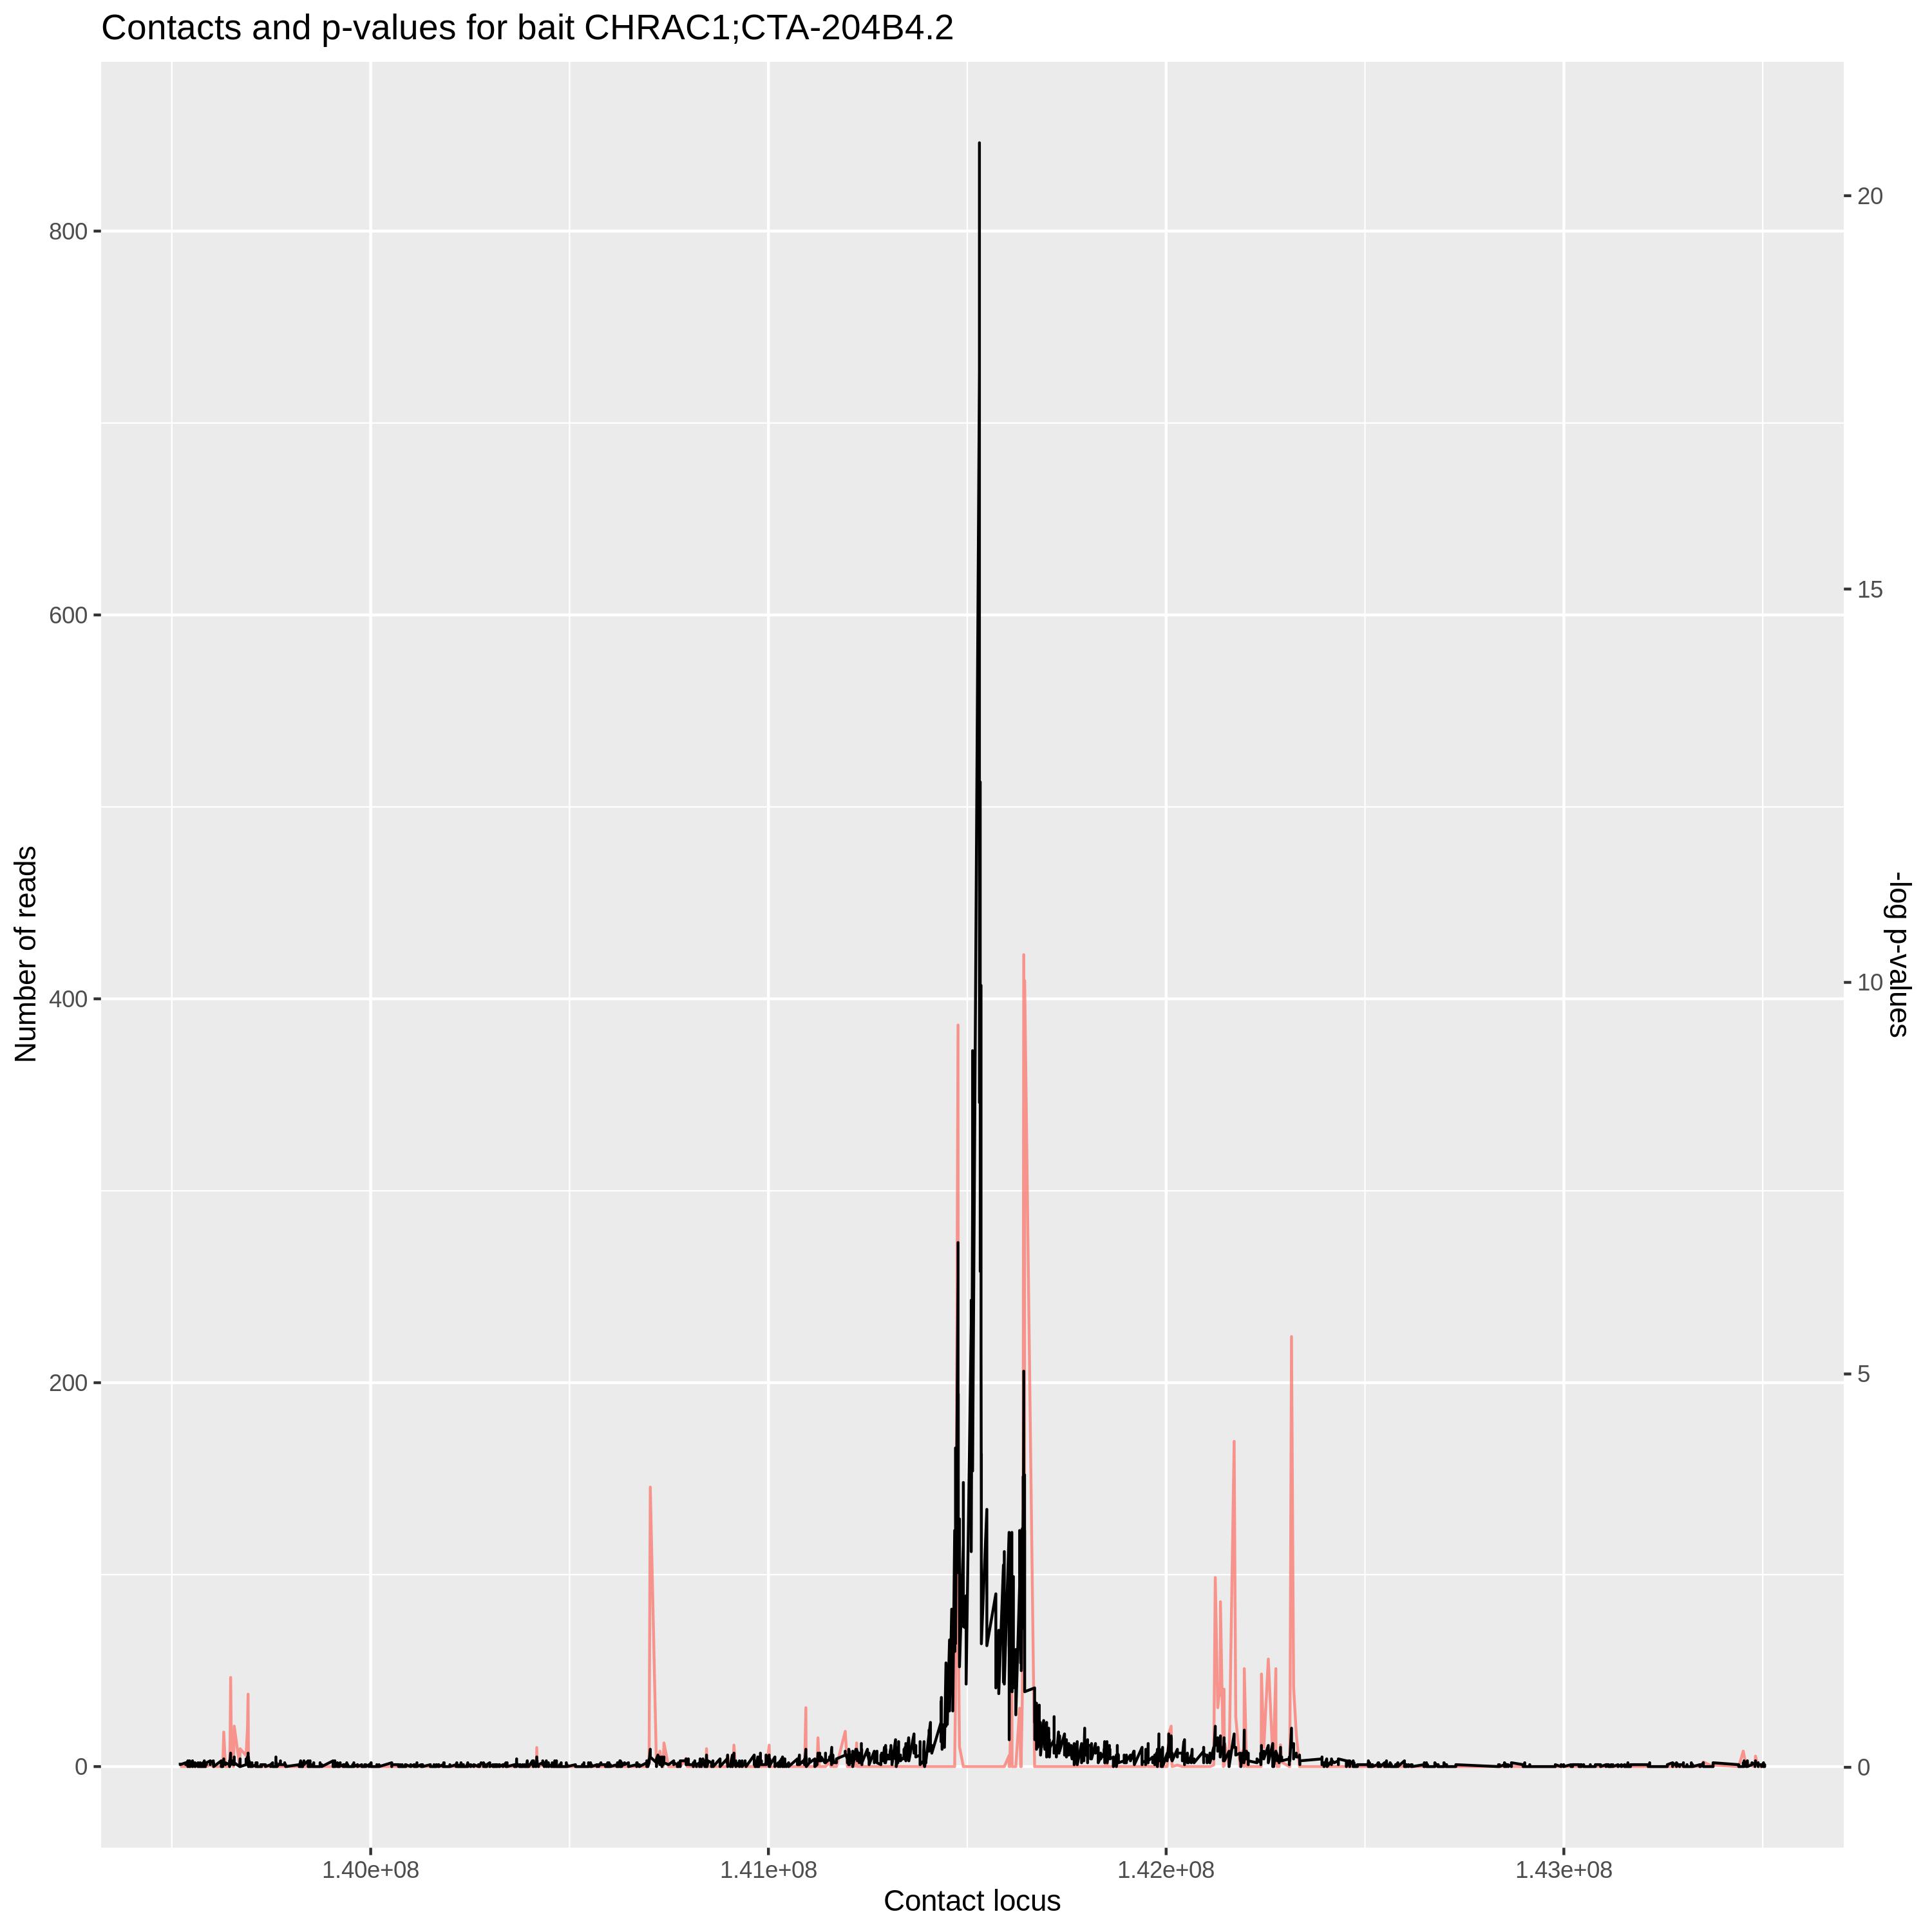 Contacts and p-values for bait CHRAC1;CTA-204B4.2
Number of reads
800
600
400
200
0
20
15
10
5
0
-log p-values
1.40e+08
1.41e+08
1.42e+08
1.43e+08
Contact locus